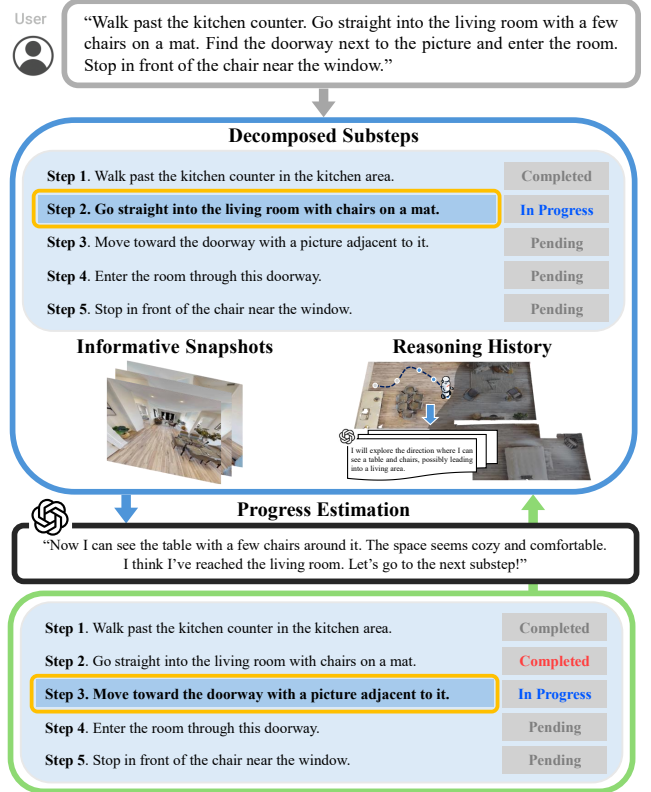 User
“Walk past the kitchen counter. Go straight into the living room with a few
chairs on a mat. Find the doorway next to the picture and enter the room.
Stop in front of the chair near the window.”
Decomposed Substeps
Step 1. Walk past the kitchen counter in the kitchen area. Completed
Step 2. Go straight into the living room with chairs on a mat. In Progress
Step 3. Move toward the doorway with a picture adjacent to it. Pending
Step 4. Enter the room through this doorway. Pending
Step 5. Stop in front of the chair near the window. Pending
Informative Snapshots
Reasoning History
I will explore the direction where I can
see a table and chairs, possibly leading
into a living area.
Progress Estimation
“Now I can see the table with a few chairs around it. The space seems cozy and comfortable.
I think I’ve reached the living room. Let’s go to the next substep!”
Step 1. Walk past the kitchen counter in the kitchen area. Completed
Step 2. Go straight into the living room with chairs on a mat. Completed
Step 3. Move toward the doorway with a picture adjacent to it. In Progress
Step 4. Enter the room through this doorway. Pending
Step 5. Stop in front of the chair near the window. Pending